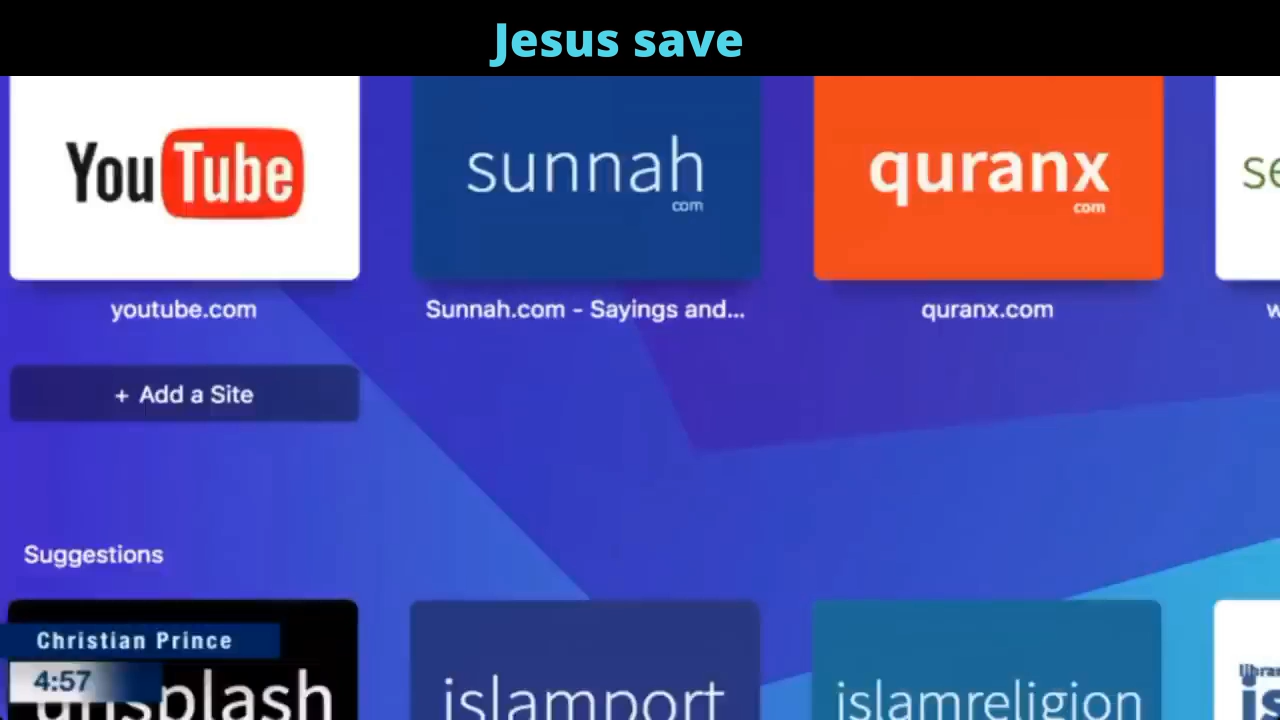 Jesus save
YouTube
sunnah
com
quranx
com
youtube.com
Sunnah.com - Sayings and...
quranx.com
+ Add a Site
Suggestions
Christian Prince
4:57
islamport
islamreligion